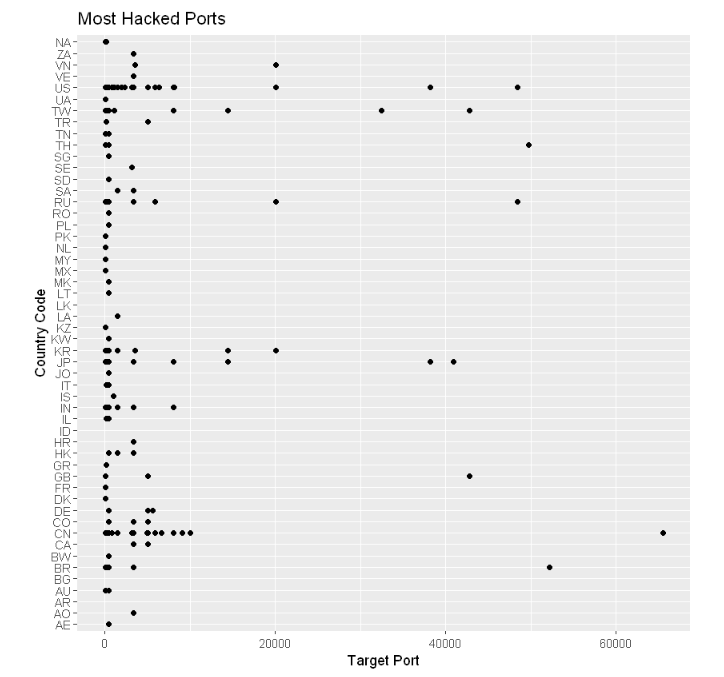 Most Hacked Ports
NA
ZA
VN
VE
US
UA
TW
TR
TN
TH
SG
SE
SD
SA
RU
RO
PL
PK
NL
MY
MX
MK
LT
LK
LA
KZ
KW
KR
JP
JO
IT
IS
IN
IL
ID
HR
HK
GR
GB
FR
DK
DE
CO
CN
CA
BW
BR
BG
AU
AR
AO
AE
Country Code
0 20000 40000 60000
Target Port